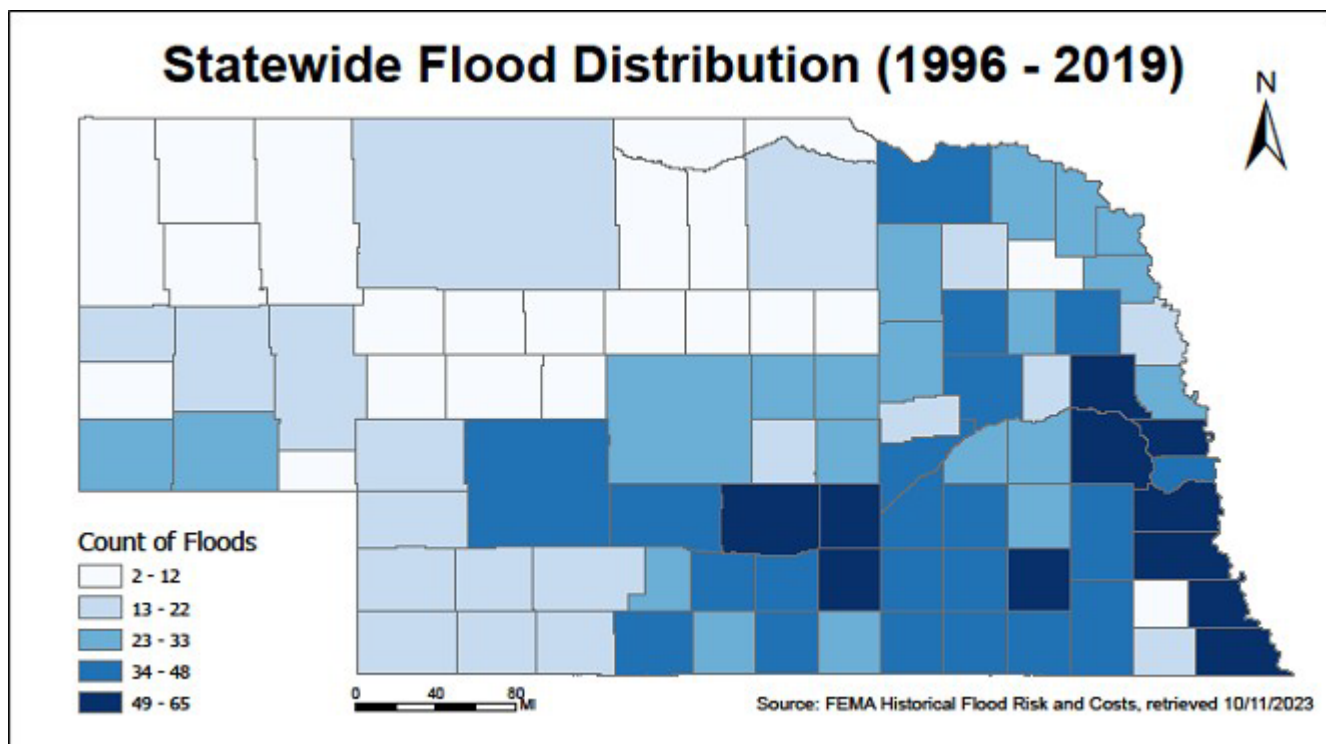 Statewide Flood Distribution (1996 - 2019)
N
Count of Floods
2 - 12
13 - 22
23 - 33
34 - 48
49 - 65
0 40 80
MI
Source: FEMA Historical Flood Risk and Costs, retrieved 10/11/2023